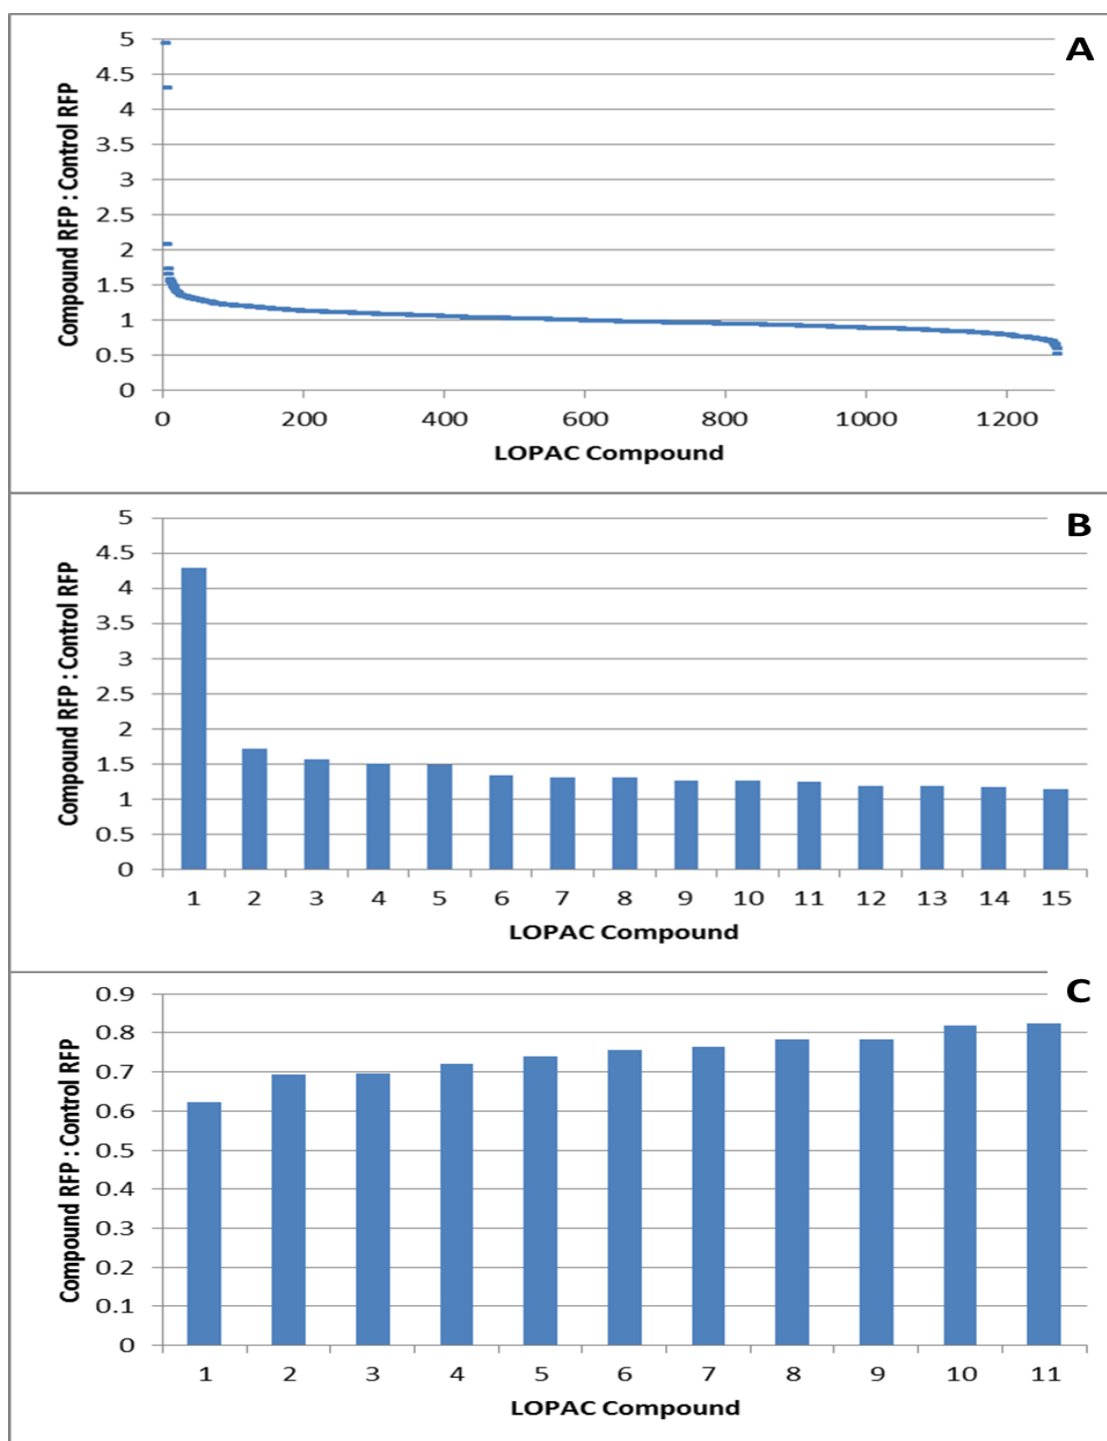 A
Compound RFP : Control RFP
5
4.5
4
3.5
3
2.5
2
1.5
1
0.5
0
0 200 400 600 800 1000 1200
LOPAC Compound
B
Compound RFP : Control RFP
5
4.5
4
3.5
3
2.5
2
1.5
1
0.5
0
1 2 3 4 5 6 7 8 9 10 11 12 13 14 15
LOPAC Compound
C
Compound RFP : Control RFP
0.9
0.8
0.7
0.6
0.5
0.4
0.3
0.2
0.1
0
1 2 3 4 5 6 7 8 9 10 11
LOPAC Compound